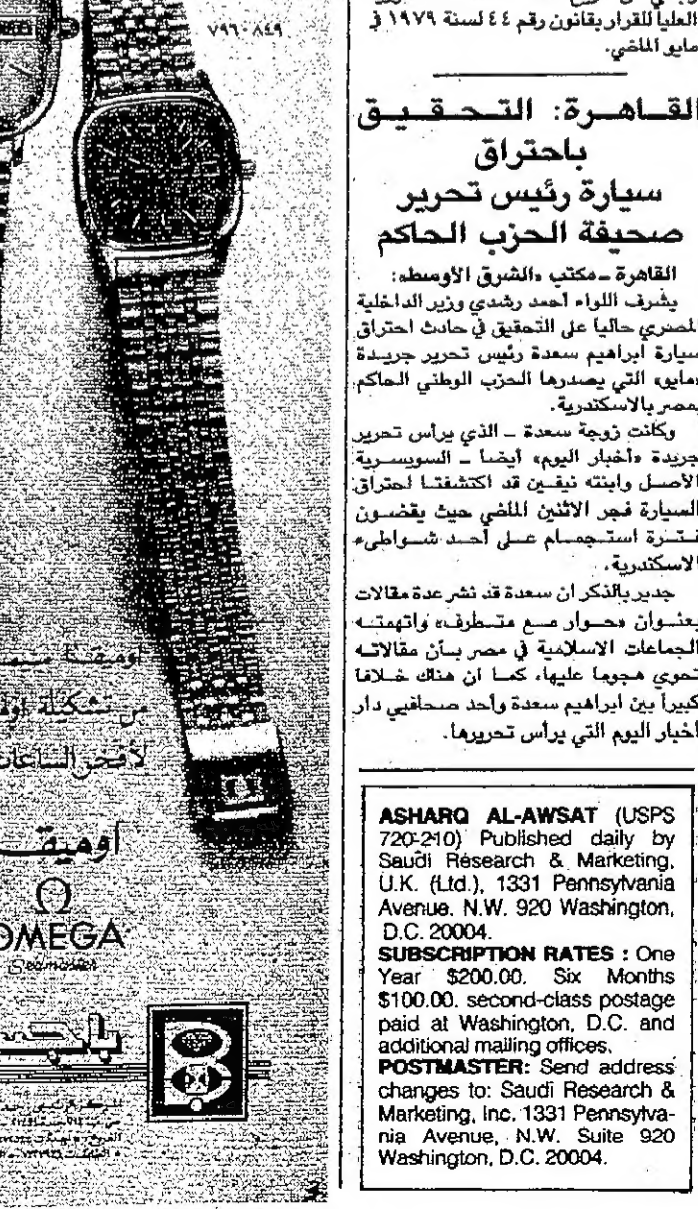 العليا للقرار بقانون رقم ٤٤ لسنة ١٩٧٩ في
مايو الماضي.
القاهرة: التحقيق
باحتراق
سيارة رئيس تحرير
صحيفة الحزب الحاكم
القاهرة ـ مكتب «الشرق الأوسط»:
يشرف اللواء أحمد رشدي وزير الداخلية
المصري حاليا على التحقيق في حادث احتراق
سيارة ابراهيم سعدة رئيس تحرير جريدة
«مايو» التي يصدرها الحزب الوطني الحاكم
بمصر بالاسكندرية.
وكانت زوجة سعدة ـ الذي يرأس تحرير
جريدة «أخبار اليوم» أيضاً ـ السويسرية
الأصل وابنته نيفين قد اكتشفتا احتراق
السيارة فجر الاثنين الماضي حيث يقضون
فترة استجمام على أحد شواطىء
الاسكندرية.
جدير بالذكر ان سعدة قد نشر عدة مقالات
بعنوان «حوار مع متطرف» واتهمته
الجماعات الاسلامية في مصر بأن مقالاته
تحوي هجوما عليها، كما ان هناك خلافا
كبيراً بين ابراهيم سعدة وأحد صحافيي دار
أخبار اليوم التي يرأس تحريرها.
ASHARQ AL-AWSAT (USPS
720-210) Published daily by
Saudi Research & Marketing,
U.K. (Ltd.), 1331 Pennsylvania
Avenue. N.W. 920 Washington,
D.C. 20004.
SUBSCRIPTION RATES : One
Year $200.00. Six Months
$100.00. second-class postage
paid at Washington, D.C. and
additional mailing offices.
POSTMASTER: Send address
changes to: Saudi Research &
Marketing, Inc. 1331 Pennsylva-
nia Avenue, N.W. Suite 920
Washington, D.C. 20004.
٧٩٦٠٨٤٩
أوميغا
من تشكيلة
لأفخر الساعات
أوميغا
Ω
OMEGA
Seamaster